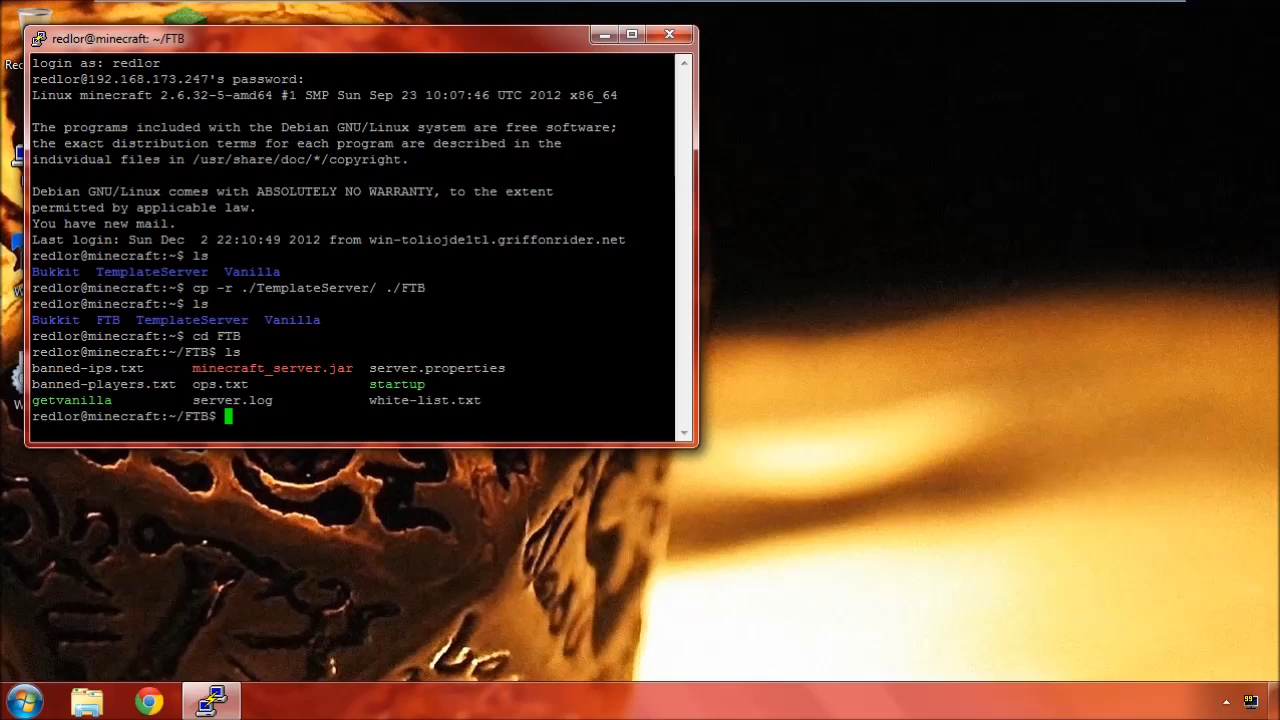 redlor@minecraft: ~/FTB
login as: redlor
redlor@192.168.173.247's password:
Linux minecraft 2.6.32-5-amd64 #1 SMP Sun Sep 23 10:07:46 UTC 2012 x86_64
The programs included with the Debian GNU/Linux system are free software;
the exact distribution terms for each program are described in the
individual files in /usr/share/doc/*/copyright.
Debian GNU/Linux comes with ABSOLUTELY NO WARRANTY, to the extent
permitted by applicable law.
You have new mail.
Last login: Sun Dec  2 22:10:49 2012 from win-toliojde1tl.griffonrider.net
redlor@minecraft:~$ ls
Bukkit  TemplateServer  Vanilla
redlor@minecraft:~$ cp -r ./TemplateServer/ ./FTB
redlor@minecraft:~$ ls
Bukkit  FTB  TemplateServer  Vanilla
redlor@minecraft:~$ cd FTB
redlor@minecraft:~/FTB$ ls
banned-ips.txt      minecraft_server.jar  server.properties
banned-players.txt  ops.txt               startup
getvanilla          server.log            white-list.txt
redlor@minecraft:~/FTB$
99